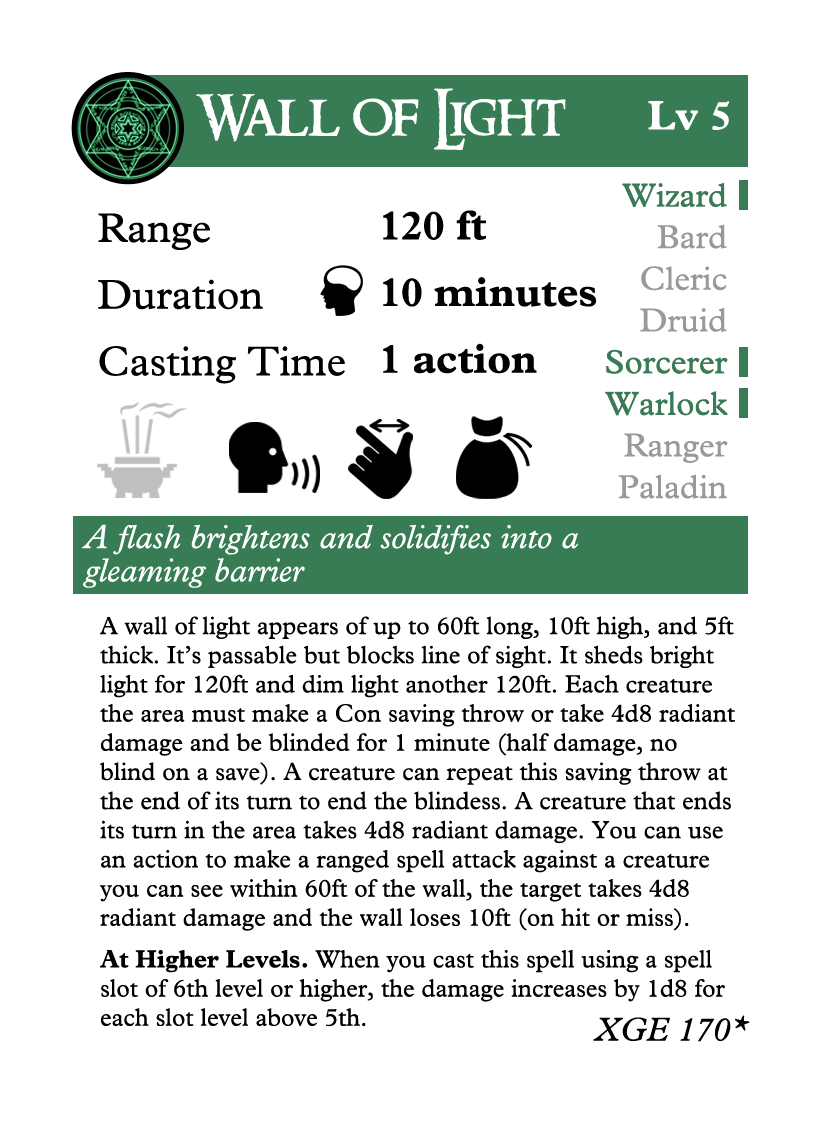 WALL OF LIGHT
Lv 5
Range 120 ft
Duration 10 minutes
Casting Time 1 action
Wizard
Bard
Cleric
Druid
Sorcerer
Warlock
Ranger
Paladin
A flash brightens and solidifies into a
gleaming barrier
A wall of light appears of up to 60ft long, 10ft high, and 5ft
thick. It’s passable but blocks line of sight. It sheds bright
light for 120ft and dim light another 120ft. Each creature
the area must make a Con saving throw or take 4d8 radiant
damage and be blinded for 1 minute (half damage, no
blind on a save). A creature can repeat this saving throw at
the end of its turn to end the blindess. A creature that ends
its turn in the area takes 4d8 radiant damage. You can use
an action to make a ranged spell attack against a creature
you can see within 60ft of the wall, the target takes 4d8
radiant damage and the wall loses 10ft (on hit or miss).
At Higher Levels. When you cast this spell using a spell
slot of 6th level or higher, the damage increases by 1d8 for
each slot level above 5th.
XGE 170*